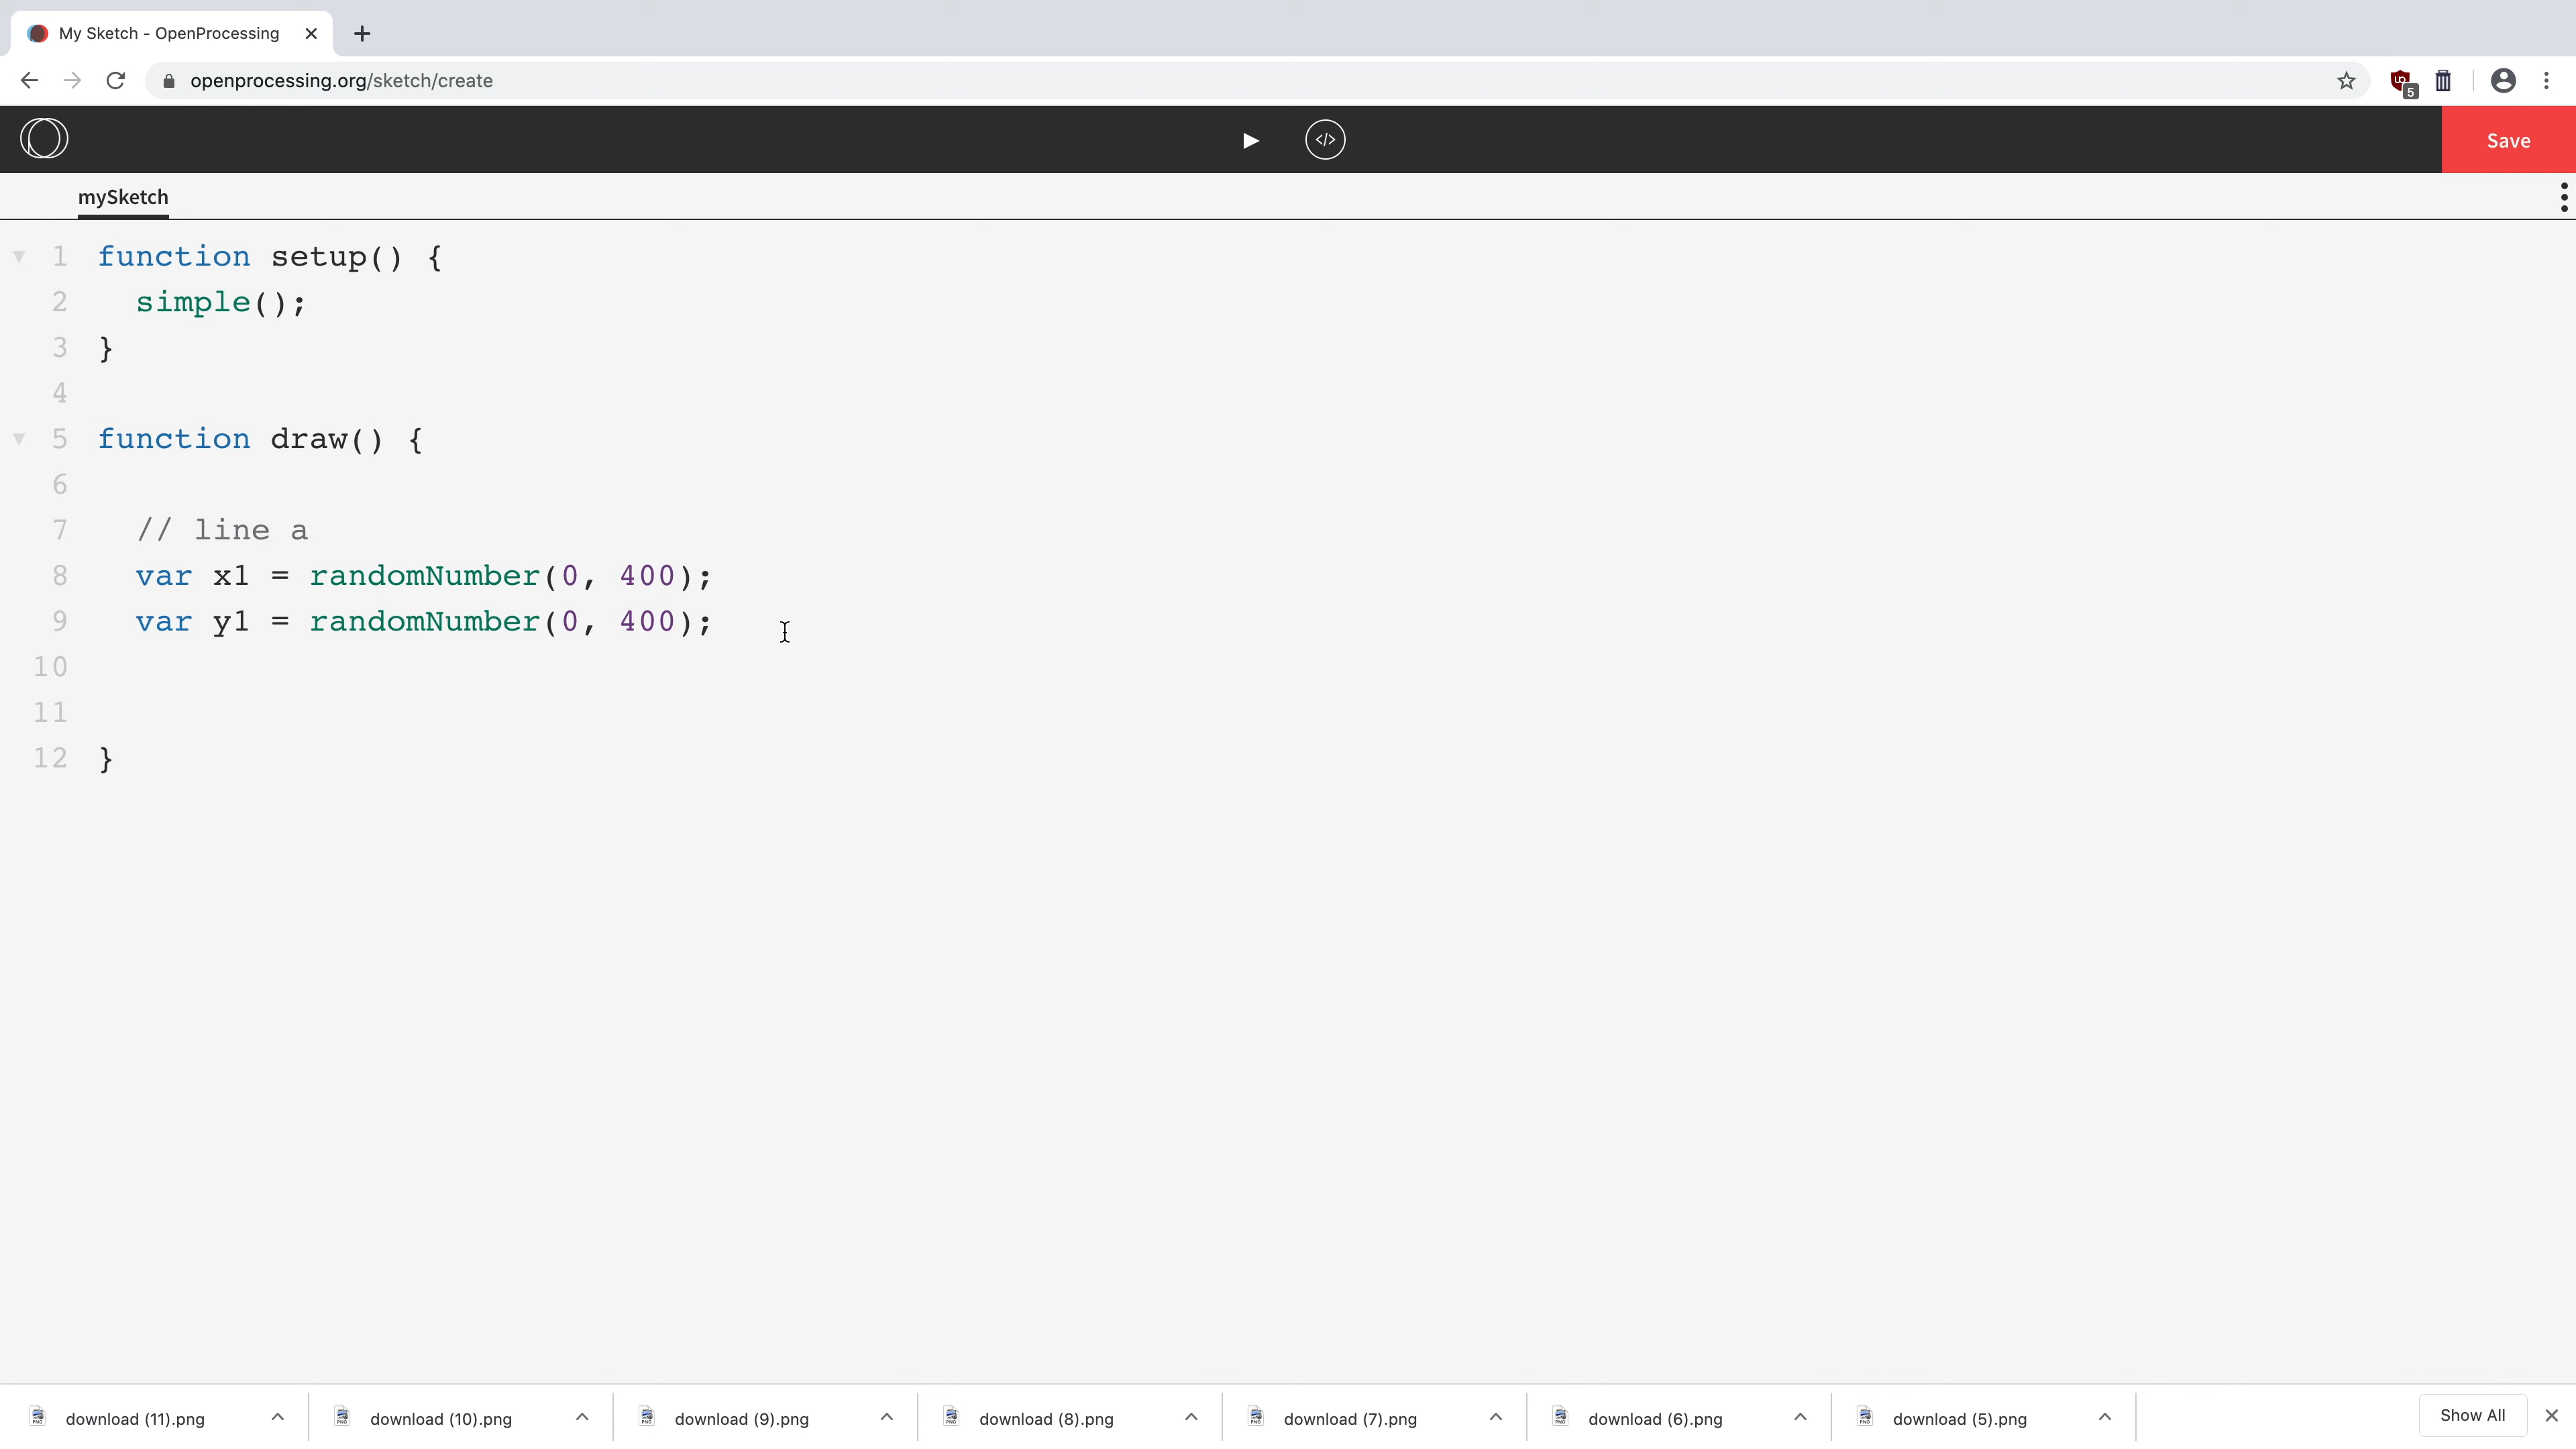 My Sketch - OpenProcessing
openprocessing.org/sketch/create
5
</>
Save
mySketch
1 function setup() {
2 simple();
3 }
4
5 function draw() {
6
7 // line a
8 var x1 = randomNumber(0, 400);
9 var y1 = randomNumber(0, 400);
10
11
12 }
download (11).png
download (10).png
download (9).png
download (8).png
download (7).png
download (6).png
download (5).png
Show All